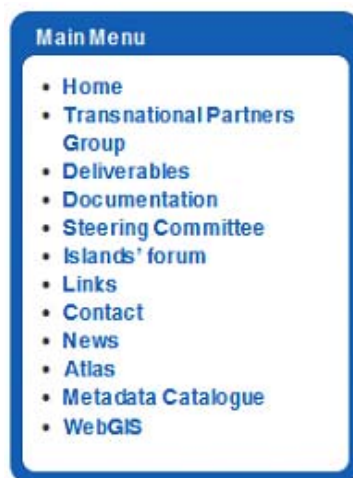 Main Menu
• Home
• Transnational Partners
Group
• Deliverables
• Documentation
• Steering Committee
• Islands' forum
• Links
• Contact
• News
• Atlas
• Metadata Catalogue
• WebGIS